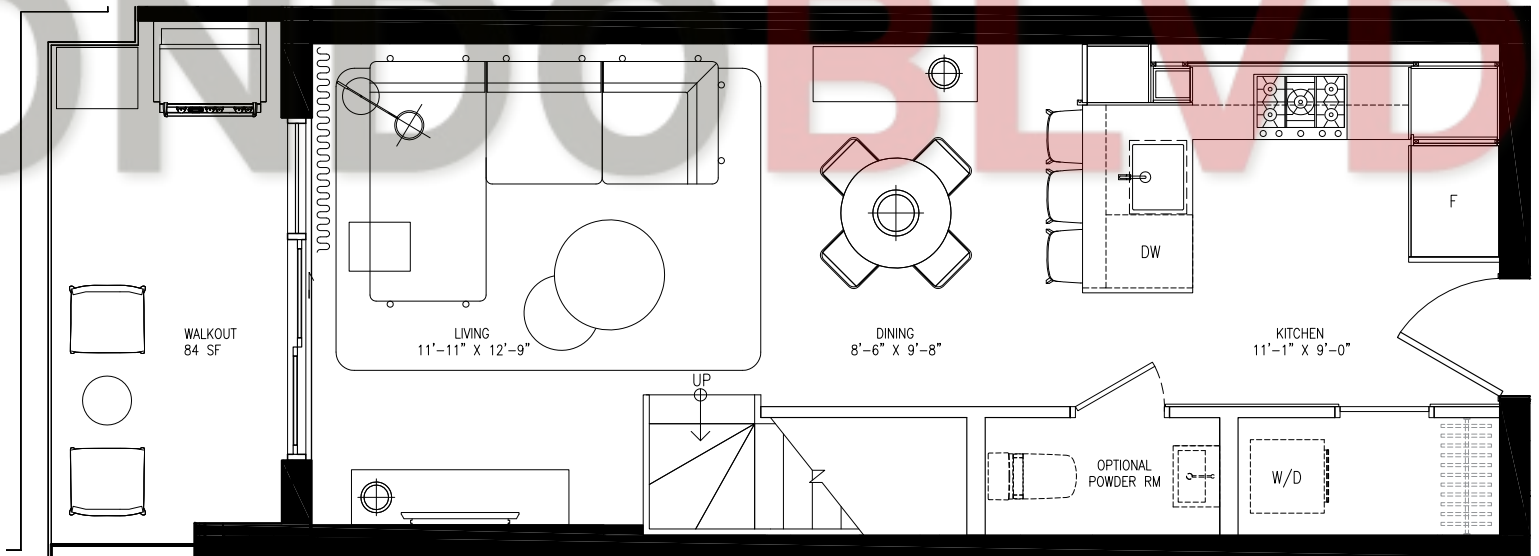 ONDOBLVD
F
DW
WALKOUT
84 SF
LIVING
11'-11" X 12'-9"
DINING
8'-6" X 9'-8"
KITCHEN
11'-1" X 9'-0"
UP
OPTIONAL
POWDER RM
W/D